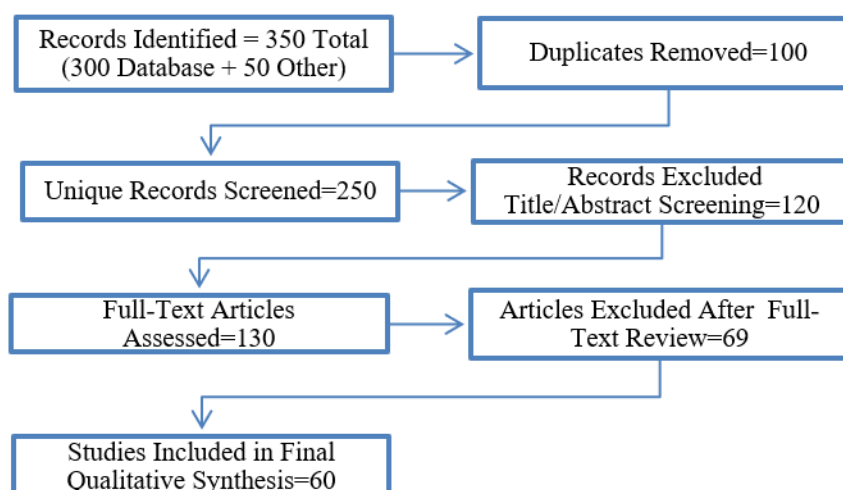 Records Identified = 350 Total
(300 Database + 50 Other)
Duplicates Removed=100
Unique Records Screened=250
Records Excluded
Title/Abstract Screening=120
Full-Text Articles
Assessed=130
Articles Excluded After Full-
Text Review=69
Studies Included in Final
Qualitative Synthesis=60